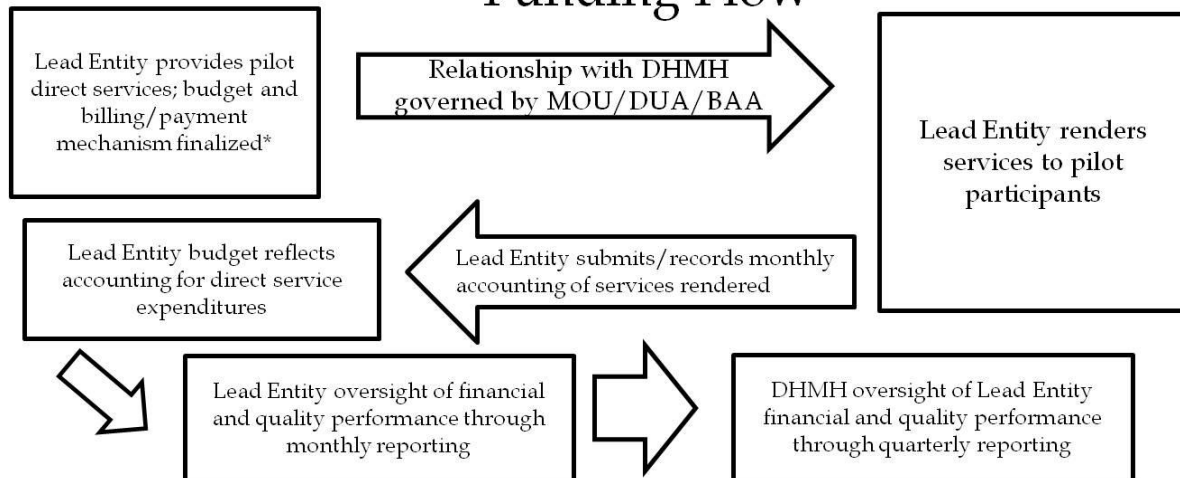 Funding Flow
Lead Entity provides pilot
direct services; budget and
billing/payment
mechanism finalized*
Relationship with DHMH
governed by MOU/DUA/BAA
Lead Entity renders
services to pilot
participants
Lead Entity budget reflects
accounting for direct service
expenditures
Lead Entity submits/records monthly
accounting of services rendered
Lead Entity oversight of financial
and quality performance through
monthly reporting
DHMH oversight of Lead Entity
financial and quality performance
through quarterly reporting